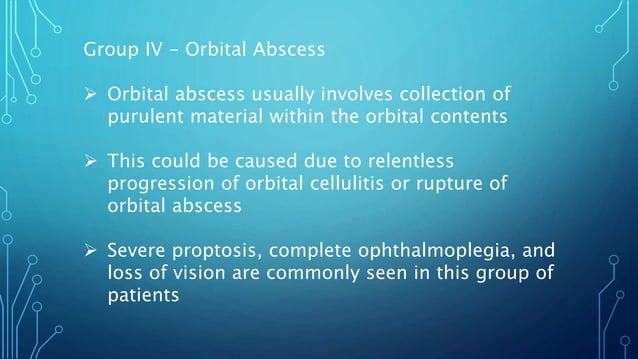 Group IV – Orbital Abscess
➢ Orbital abscess usually involves collection of
purulent material within the orbital contents
➢ This could be caused due to relentless
progression of orbital cellulitis or rupture of
orbital abscess
➢ Severe proptosis, complete ophthalmoplegia, and
loss of vision are commonly seen in this group of
patients